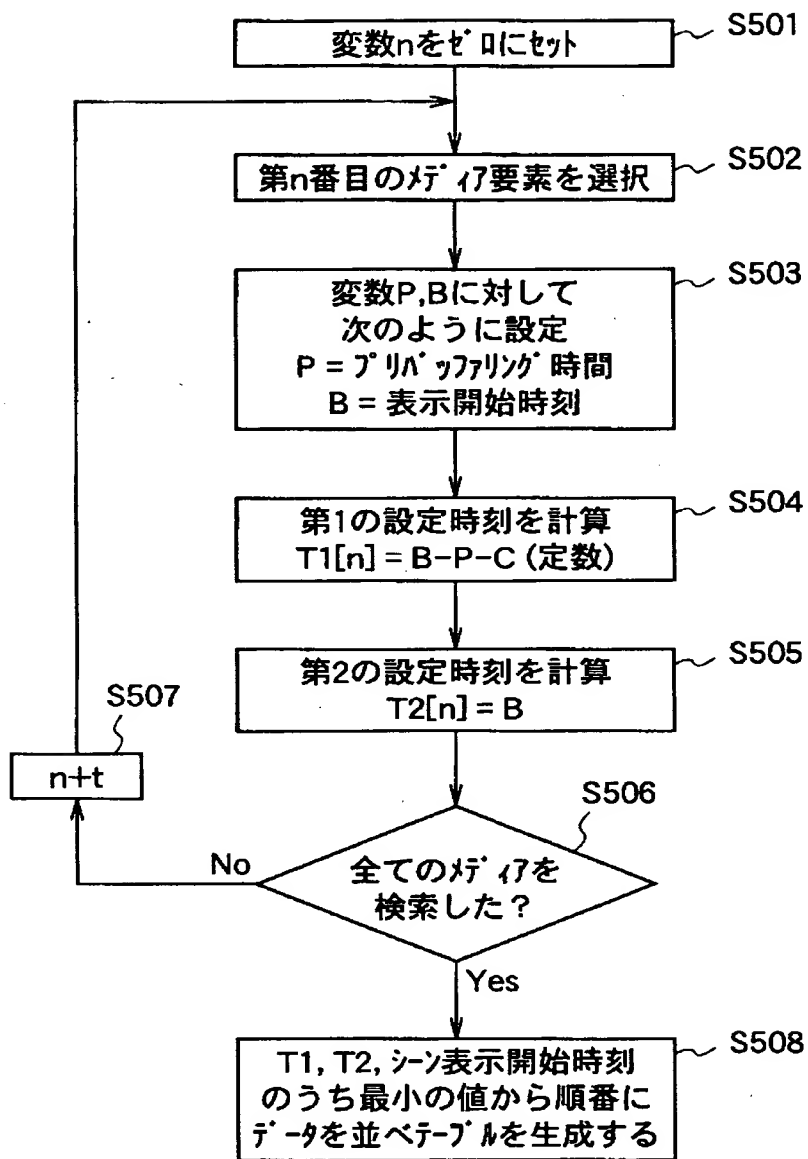 変数nをｾﾞﾛにｾｯﾄ
S501
第n番目のﾒﾃﾞｨｱ要素を選択
S502
変数P,Bに対して
次のように設定
P = ﾌﾟﾘﾊﾞｯﾌｧﾘﾝｸﾞ時間
B = 表示開始時刻
S503
第1の設定時刻を計算
T1[n] = B−P−C (定数)
S504
第2の設定時刻を計算
T2[n] = B
S505
S507
n+t
S506
全てのﾒﾃﾞｨｱを
検索した？
No
Yes
T1, T2, ｼｰﾝ表示開始時刻
のうち最小の値から順番に
ﾃﾞｰﾀを並べﾃｰﾌﾞﾙを生成する
S508